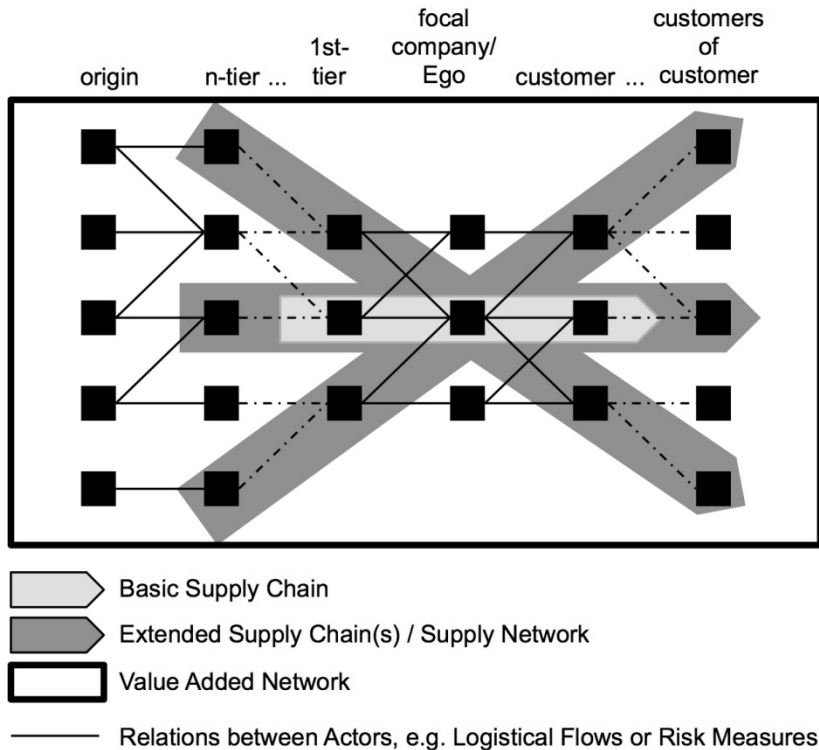 origin
n-tier ...
1st-
tier
focal
company/
Ego
customer ...
customers
of
customer
Basic Supply Chain
Extended Supply Chain(s) / Supply Network
Value Added Network
Relations between Actors, e.g. Logistical Flows or Risk Measures